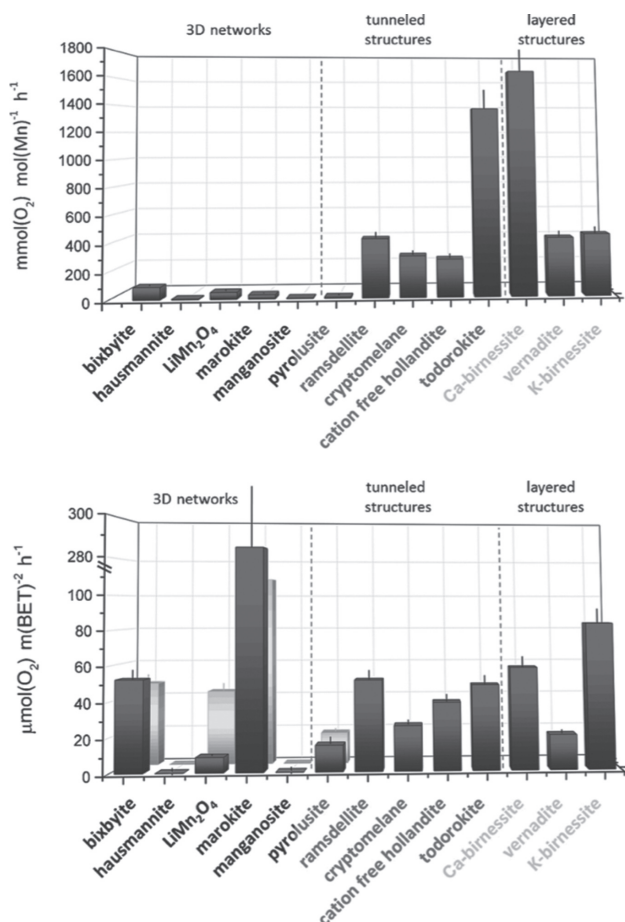 3D networks
tunneled
structures
layered
structures
1800
1600
1400
1200
1000
800
600
400
200
0
mmol(O₂) mol(Mn)⁻¹ h⁻¹
bixbyite
hausmannite
LiMn₂O₄
marokite
manganosite
pyrolusite
ramsdellite
cryptomelane
cation free hollandite
todorokite
Ca-birnessite
vernadite
K-birnessite
3D networks
tunneled
structures
layered
structures
300
280
100
80
60
40
20
0
µmol(O₂) m(BET)⁻² h⁻¹
bixbyite
hausmannite
LiMn₂O₄
marokite
manganosite
pyrolusite
ramsdellite
cryptomelane
cation free hollandite
todorokite
Ca-birnessite
vernadite
K-birnessite